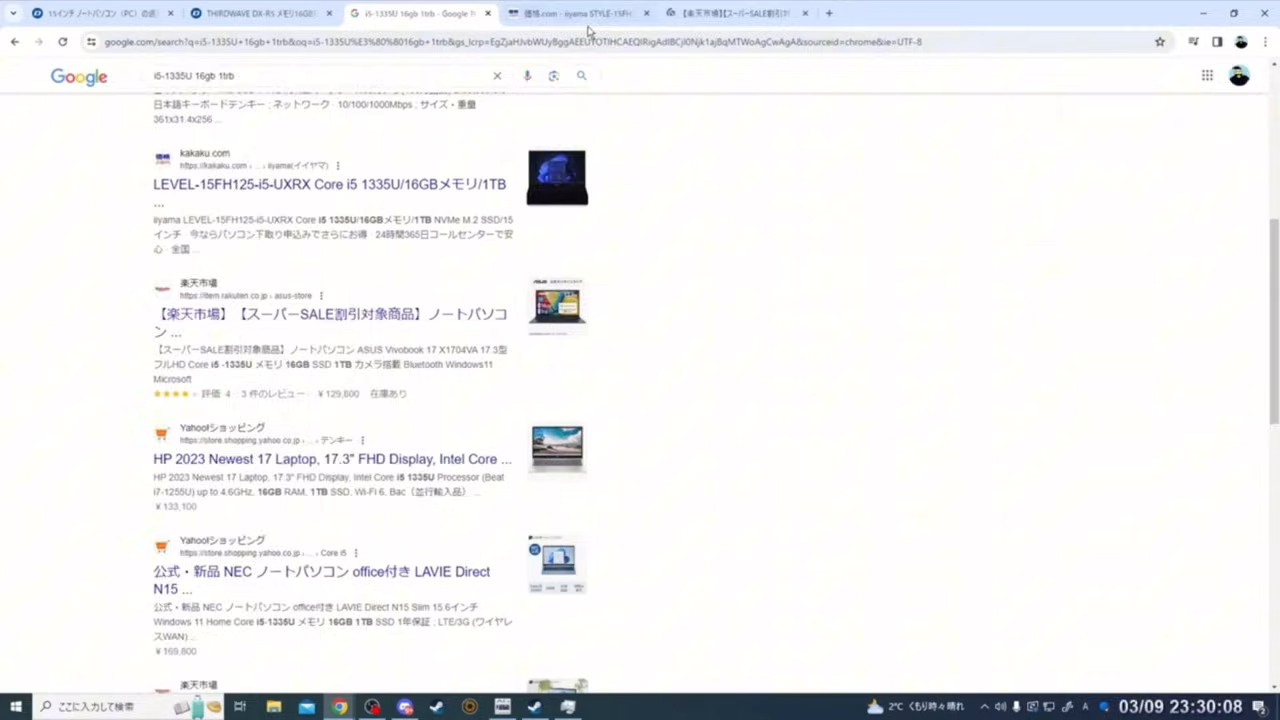 15インチ ノートパソコン（PC）の通
THIRDWAVE DX-R5 メモリ16GB
i5-1335U 16gb 1trb - Google
価格.com - iiyama STYLE-15FH
【楽天市場】【スーパーSALE割引対
Google
i5-1335U 16gb 1trb
日本語キーボードテンキー ; ネットワーク · 10/100/1000Mbps ; サイズ・重量
361x31.4x256 ...
kakaku.com
https://kakaku.com › ... › iiyama(イイヤマ)
LEVEL-15FH125-i5-UXRX Core i5 1335U/16GBメモリ/1TB
...
iiyama LEVEL-15FH125-i5-UXRX Core i5 1335U/16GBメモリ/1TB NVMe M.2 SSD/15
インチ · 今ならパソコン下取り申込みでさらにお得 · 24時間365日コールセンターで安
心 · 全国 ...
楽天市場
https://item.rakuten.co.jp › asus-store
【楽天市場】【スーパーSALE割引対象商品】ノートパソコ
ン ...
【スーパーSALE割引対象商品】ノートパソコン ASUS Vivobook 17 X1704VA 17.3型
フルHD Core i5 -1335U メモリ 16GB SSD 1TB カメラ搭載 Bluetooth Windows11
Microsoft
評価 4 · 3 件のレビュー · ¥129,800 · 在庫あり
Yahoo!ショッピング
https://store.shopping.yahoo.co.jp › ... › テンキー
HP 2023 Newest 17 Laptop, 17.3" FHD Display, Intel Core ...
HP 2023 Newest 17 Laptop, 17.3" FHD Display, Intel Core i5 1335U Processor (Beat
i7-1255U) up to 4.6GHz, 16GB RAM, 1TB SSD, Wi-Fi 6, Bac（並行輸入品） ...
¥133,100
Yahoo!ショッピング
https://store.shopping.yahoo.co.jp › ... › Core i5
公式・新品 NEC ノートパソコン office付き LAVIE Direct
N15 ...
公式・新品 NEC ノートパソコン office付き LAVIE Direct N15 Slim 15.6インチ
Windows 11 Home Core i5-1335U メモリ 16GB 1TB SSD 1年保証 ; LTE/3G (ワイヤレ
スWAN) ...
¥169,800
楽天市場
ここに入力して検索
2°C くもり時々晴れ
A
03/09 23:30:08